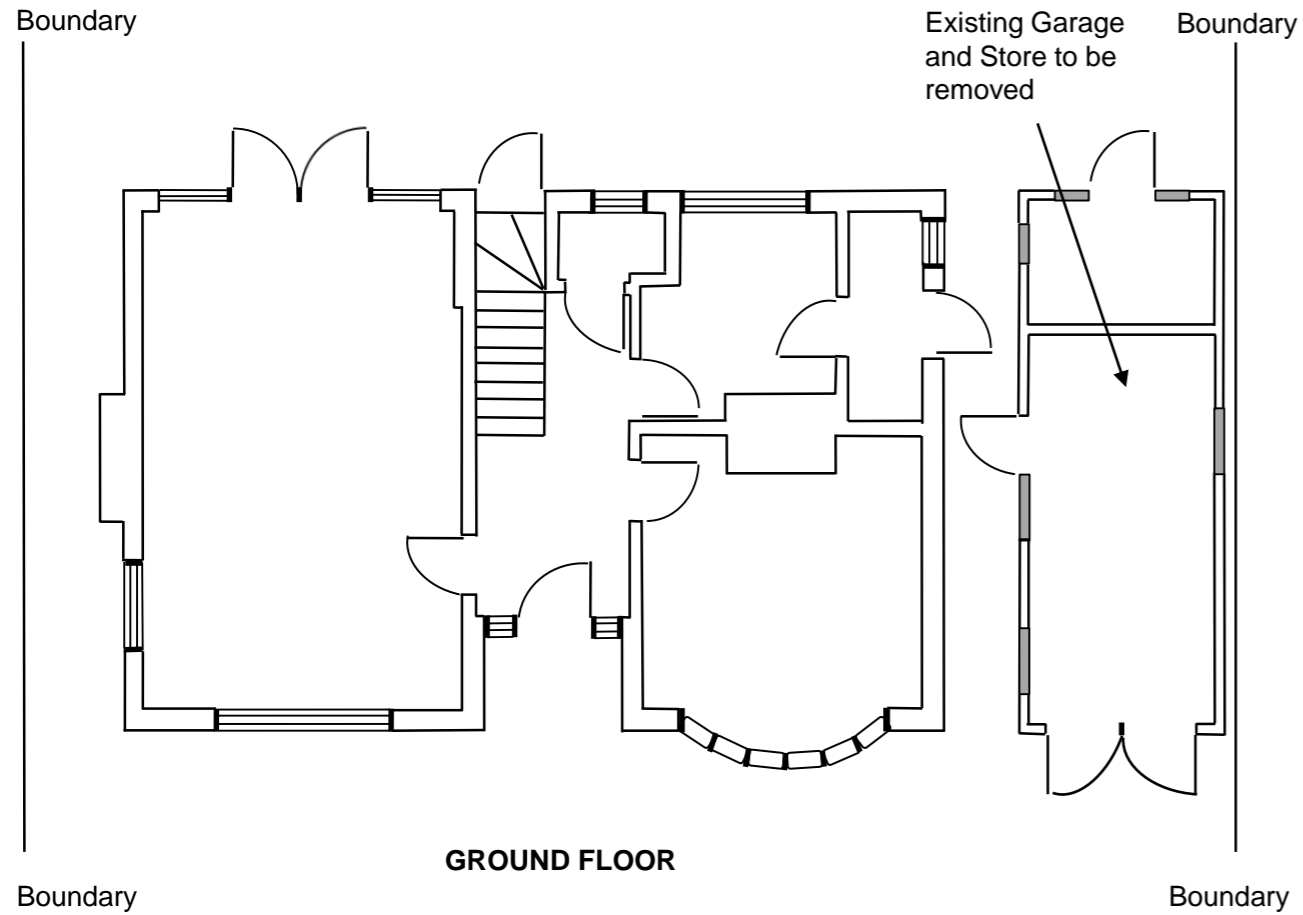 Boundary
Existing Garage
and Store to be
removed
Boundary
GROUND FLOOR
Boundary
Boundary